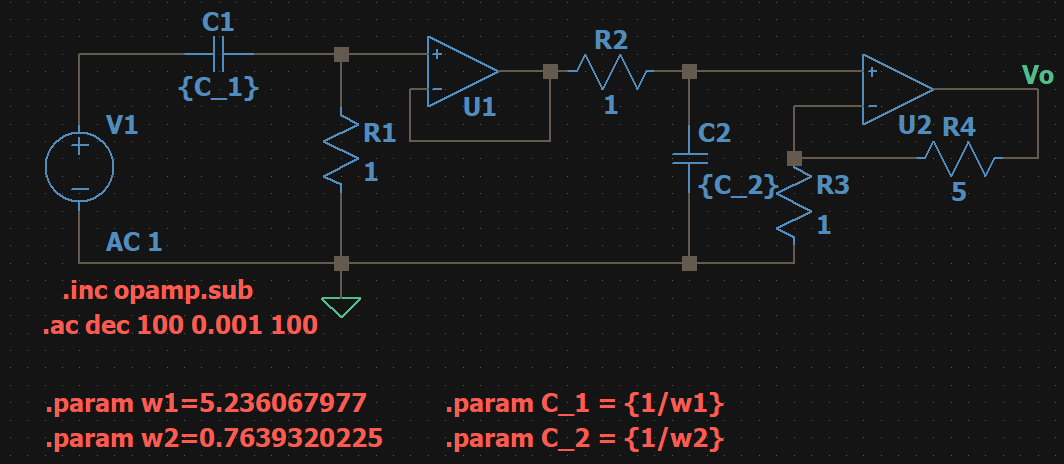 C1
{C_1}
V1
AC 1
R1
1
+
-
U1
R2
1
C2
{C_2}
+
-
U2
R4
5
R3
1
Vo
.inc opamp.sub
.ac dec 100 0.001 100
.param w1=5.236067977
.param C_1 = {1/w1}
.param w2=0.7639320225
.param C_2 = {1/w2}